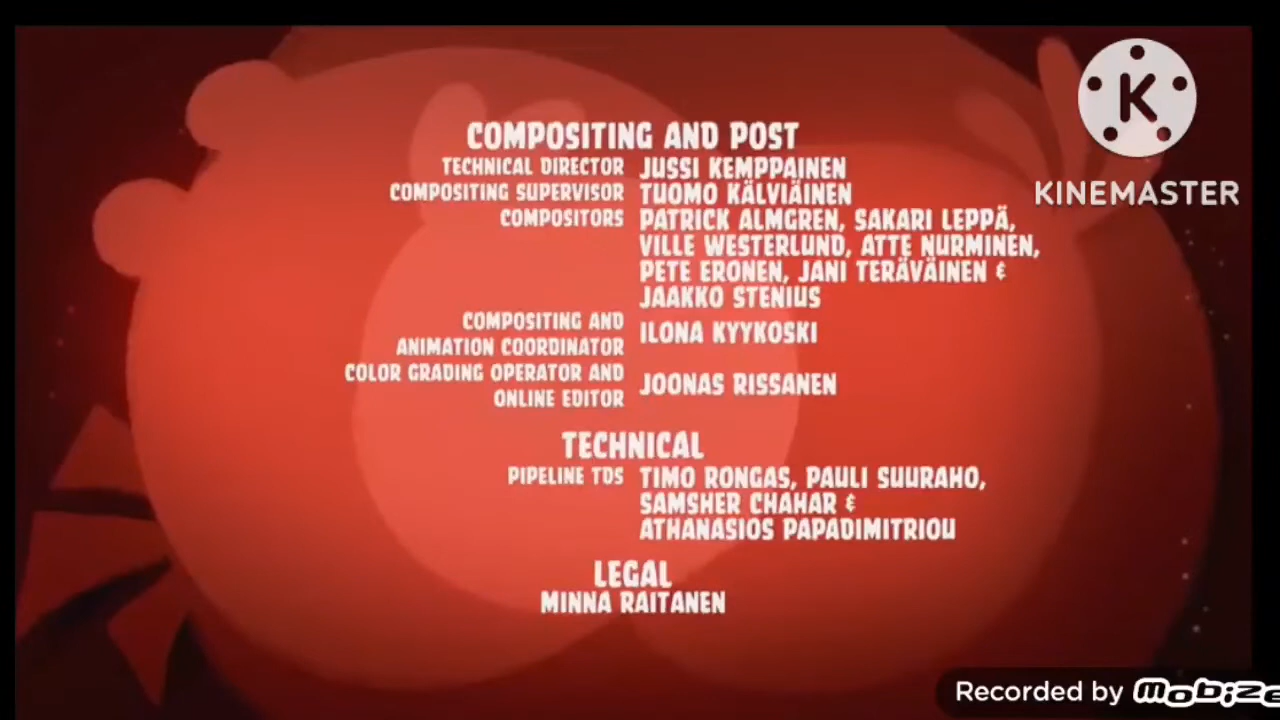 COMPOSITING AND POST
TECHNICAL DIRECTOR JUSSI KEMPPAINEN
COMPOSITING SUPERVISOR TUOMO KÄLVIÄINEN
COMPOSITORS PATRICK ALMGREN, SAKARI LEPPÄ,
VILLE WESTERLUND, ATTE NURMINEN,
PETE ERONEN, JANI TERÄVÄINEN &
JAAKKO STENIUS
COMPOSITING AND
ANIMATION COORDINATOR ILONA KYYKOSKI
COLOR GRADING OPERATOR AND
ONLINE EDITOR JOONAS RISSANEN
TECHNICAL
PIPELINE TDS TIMO RONGAS, PAULI SUURAHO,
SAMSHER CHAHAR &
ATHANASIOS PAPADIMITRIOU
LEGAL
MINNA RAITANEN
K
KINEMASTER
Recorded by Mobize